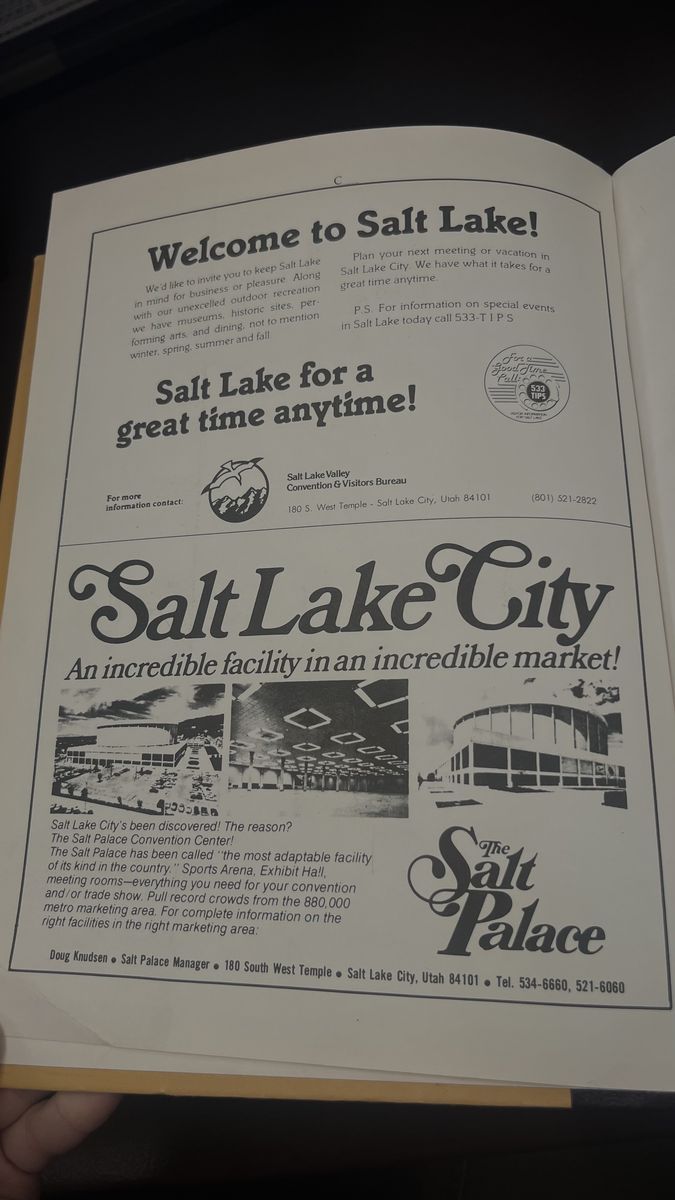 C
Welcome to Salt Lake!
We'd like to invite you to keep Salt Lake
in mind for business or pleasure. Along
with our unexcelled outdoor recreation
we have museums, historic sites, per-
forming arts, and dining, not to mention
winter, spring, summer and fall.
Plan your next meeting or vacation in
Salt Lake City. We have what it takes for a
great time anytime.
P.S. For information on special events
in Salt Lake today call 533-T I P S
Salt Lake for a
great time anytime!
For a
Good Time
Call:
533
TIPS
For more
information contact:
Salt Lake Valley
Convention & Visitors Bureau
180 S. West Temple - Salt Lake City, Utah 84101
(801) 521-2822
Salt Lake City
An incredible facility in an incredible market!
Salt Lake City's been discovered! The reason?
The Salt Palace Convention Center!
The Salt Palace has been called "the most adaptable facility
of its kind in the country." Sports Arena, Exhibit Hall,
meeting rooms—everything you need for your convention
and/or trade show. Pull record crowds from the 880,000
metro marketing area. For complete information on the
right facilities in the right marketing area:
The
Salt
Palace
Doug Knudsen • Salt Palace Manager • 180 South West Temple • Salt Lake City, Utah 84101 • Tel. 534-6660, 521-6060